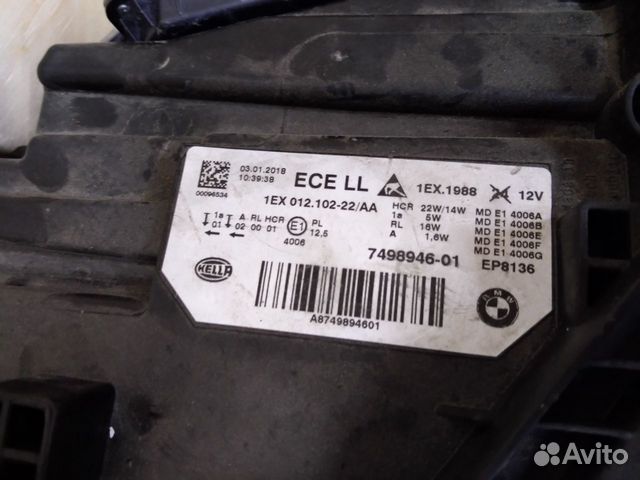 03.01.2018
10:39:38
00096534
ECE LL
1EX.1988
12V
1EX 012.102-22/AA
HCR 22W/14W
1a 5W
RL 16W
A 1,6W
MD E1 4006A
MD E1 4006B
MD E1 4006E
MD E1 4006F
MD E1 4006G
1a A RL HCR
01 02 00 01
E1
PL
12,5
4006
7498946-01
EP8136
HELLA
A8749894601
BMW
Avito